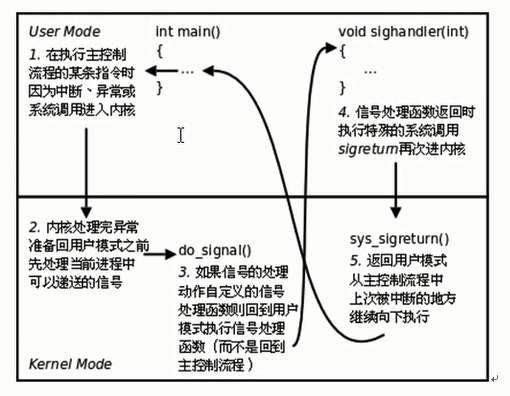 User Mode
int main()
{
...
}
void sighandler(int)
{
...
}
1. 在执行主控制
流程的某条指令时
因为中断、异常或
系统调用进入内核
4. 信号处理函数返回时
执行特殊的系统调用
sigreturn再次进内核
2. 内核处理完异常
准备回用户模式之前
先处理当前进程中
可以递送的信号
do_signal()
3. 如果信号的处理
动作自定义的信号
处理函数则回到用户
模式执行信号处理
函数（而不是回到
主控制流程）
sys_sigreturn()
5. 返回用户模式
从主控制流程中
上次被中断的地方
继续向下执行
Kernel Mode